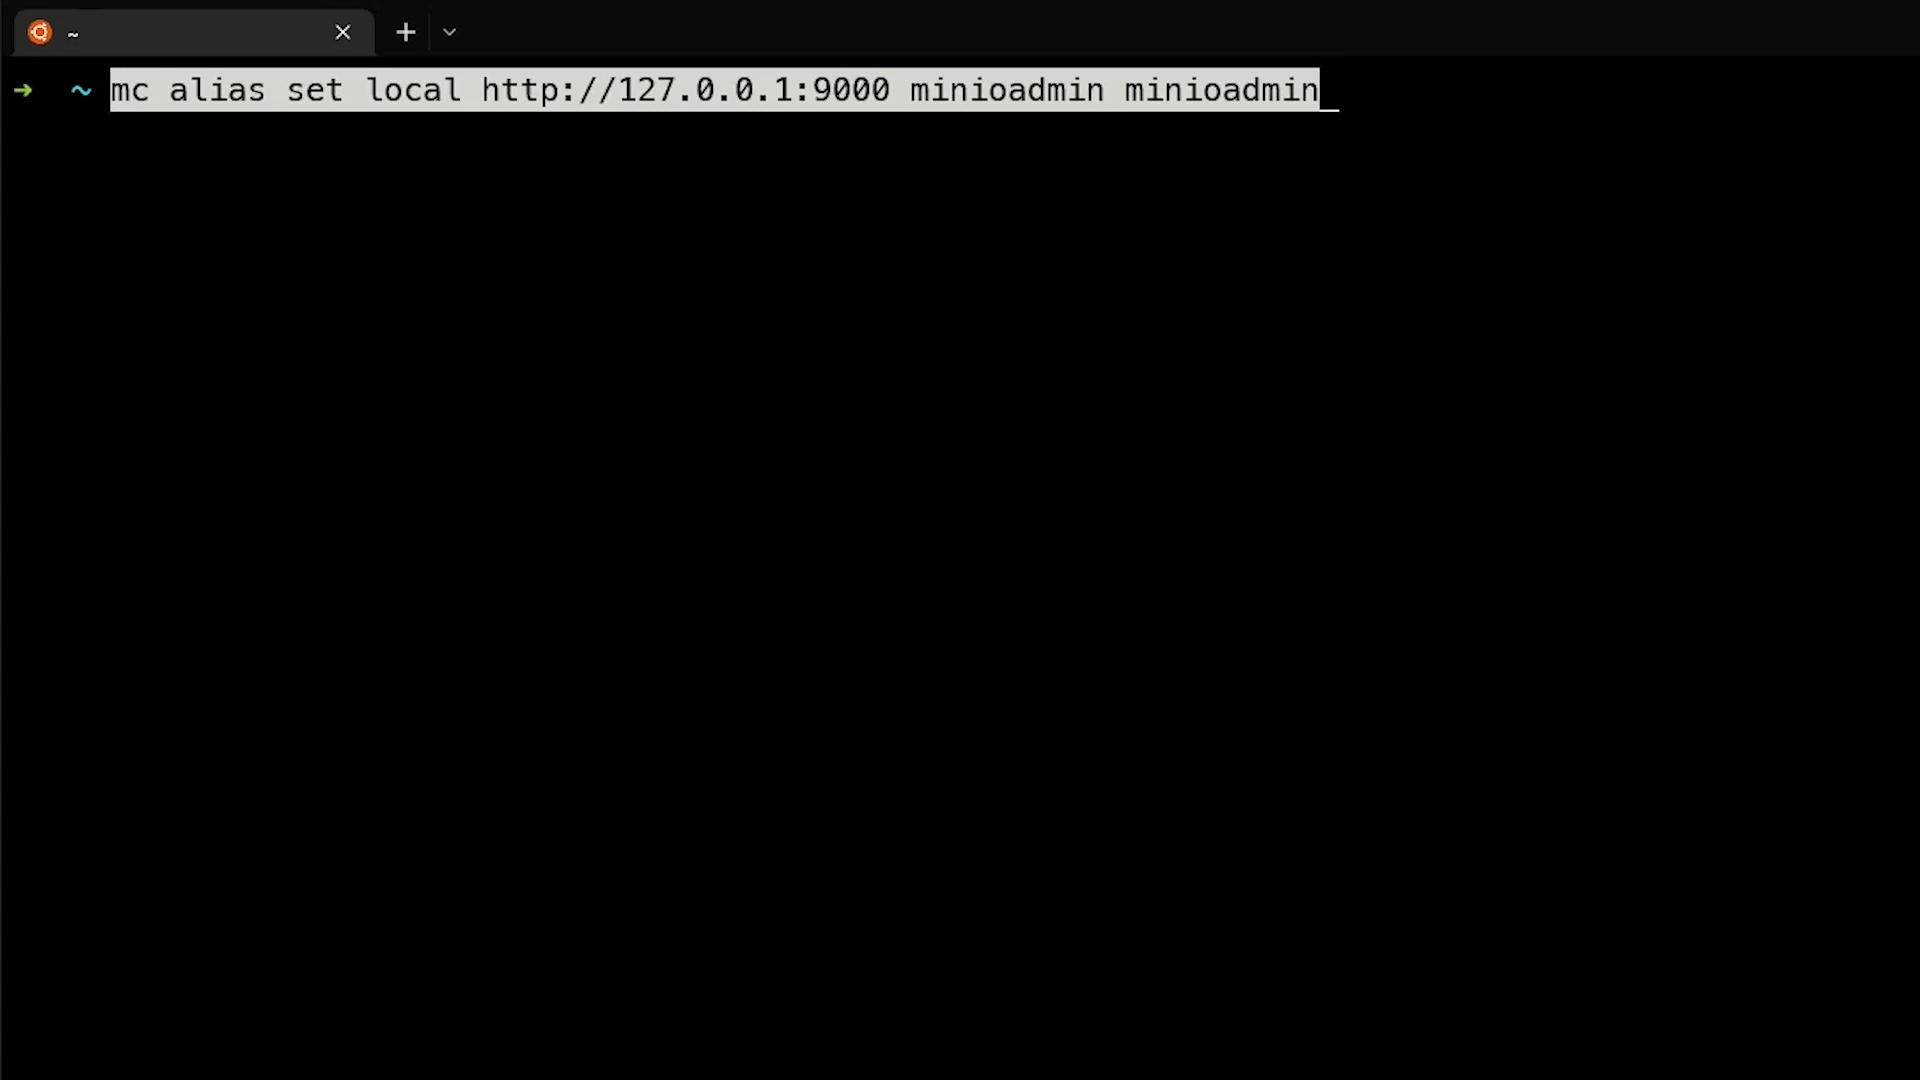 ~
➜ ~ mc alias set local http://127.0.0.1:9000 minioadmin minioadmin